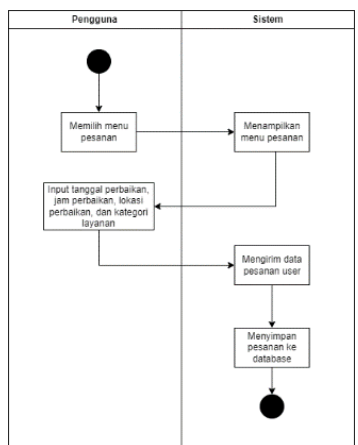 Pengguna
Sistem
Memilih menu
pesanan
Menampilkan
menu pesanan
Input tanggal perbaikan,
jam perbaikan, lokasi
perbaikan, dan kategori
layanan
Mengirim data
pesanan user
Menyimpan
pesanan ke
database